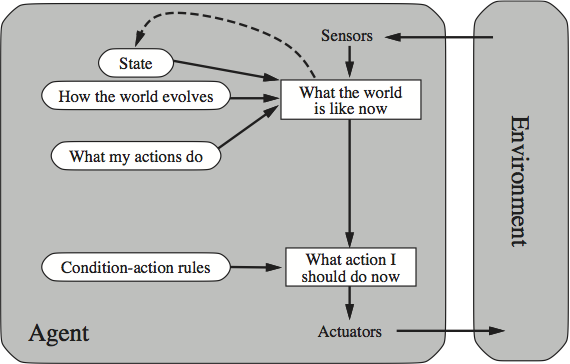 Sensors
State
How the world evolves
What the world
is like now
What my actions do
Environment
Condition-action rules
What action I
should do now
Agent
Actuators